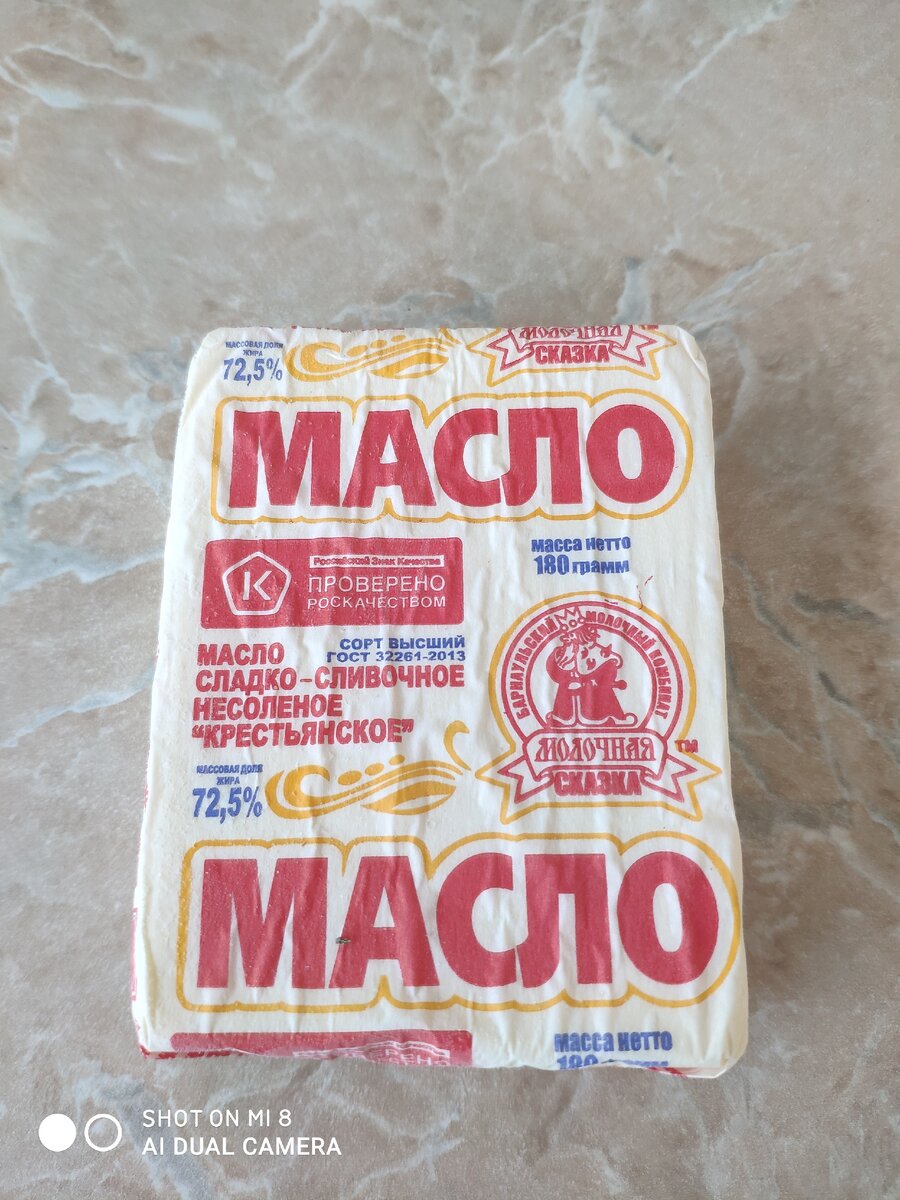 МАССОВАЯ ДОЛЯ
ЖИРА
72,5%
МОЛОЧНАЯ
СКАЗКА
МАСЛО
масса нетто
180 грамм
Российский Знак Качества
К
ПРОВЕРЕНО
РОСКАЧЕСТВОМ
СОРТ ВЫСШИЙ
ГОСТ 32261-2013
МАСЛО
СЛАДКО-СЛИВОЧНОЕ
НЕСОЛЕНОЕ
"КРЕСТЬЯНСКОЕ"
БАРНАУЛЬСКИЙ МОЛОЧНЫЙ КОМБИНАТ
МОЛОЧНАЯ
TM
СКАЗКА
МАССОВАЯ ДОЛЯ
ЖИРА
72,5%
МАСЛО
масса нетто
180
SHOT ON MI 8
AI DUAL CAMERA